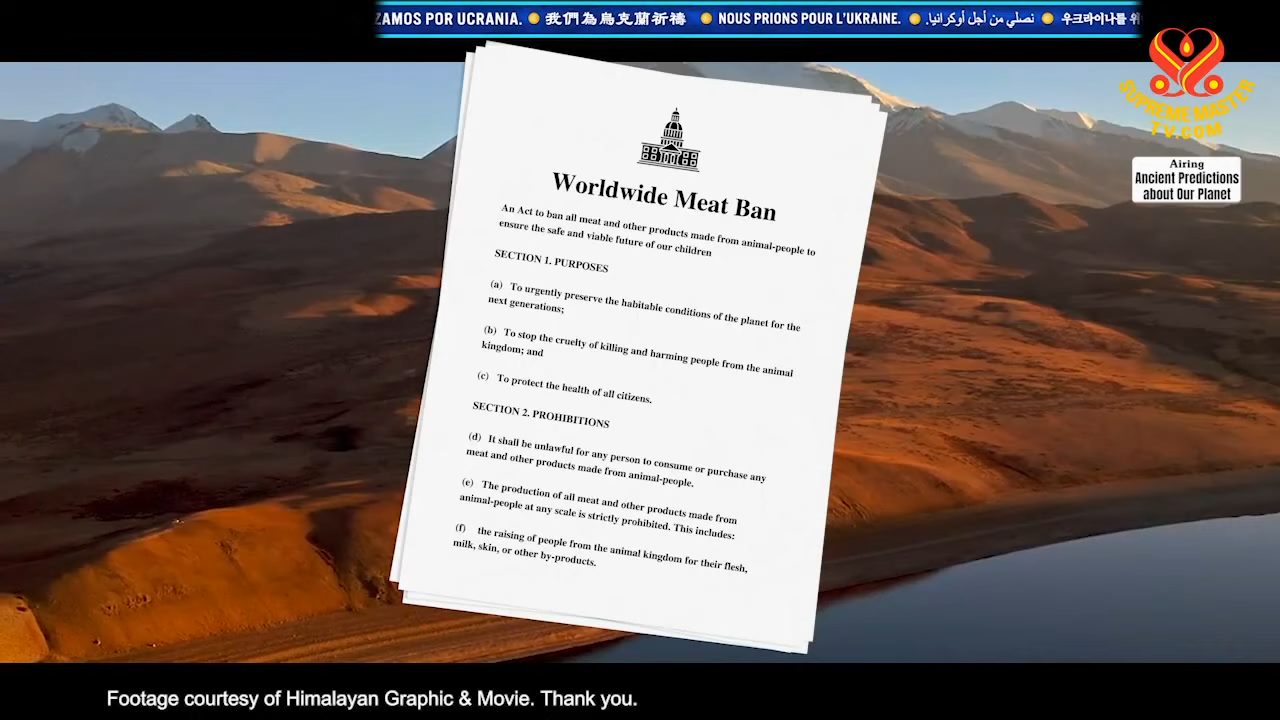 ZAMOS POR UCRANIA. 我們為烏克蘭祈禱 NOUS PRIONS POUR L'UKRAINE. نصلي من أجل أوكرانيا. 우크라이나를 위
SUPREME MASTER
TV.COM
Airing
Ancient Predictions
about Our Planet
Worldwide Meat Ban
An Act to ban all meat and other products made from animal-people to
ensure the safe and viable future of our children
SECTION 1. PURPOSES
(a) To urgently preserve the habitable conditions of the planet for the
next generations;
(b) To stop the cruelty of killing and harming people from the animal
kingdom; and
(c) To protect the health of all citizens.
SECTION 2. PROHIBITIONS
(d) It shall be unlawful for any person to consume or purchase any
meat and other products made from animal-people.
(e) The production of all meat and other products made from
animal-people at any scale is strictly prohibited. This includes:
(f) the raising of people from the animal kingdom for their flesh,
milk, skin, or other by-products.
Footage courtesy of Himalayan Graphic & Movie. Thank you.